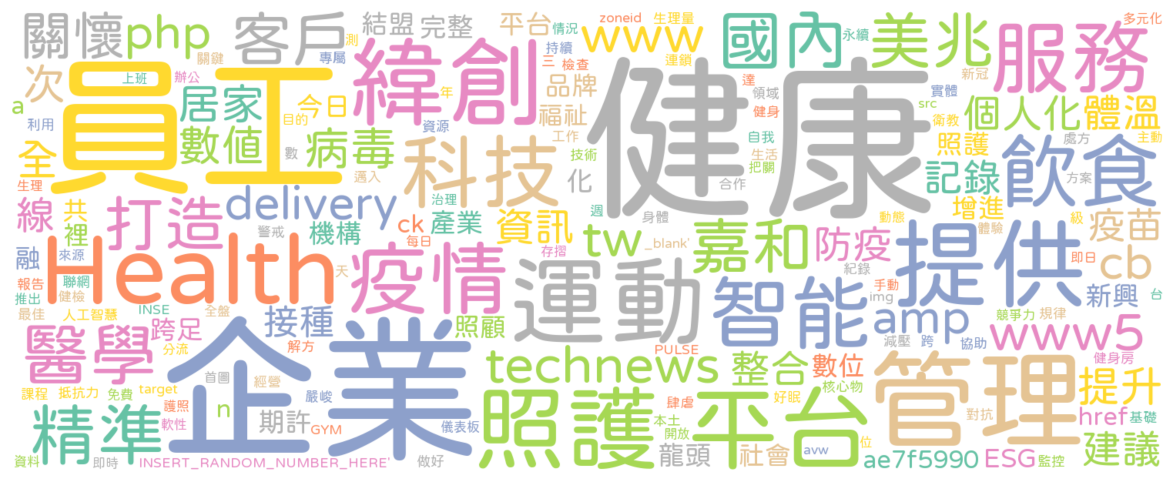 關懷
php
客戶
結盟
完整
平台
情況
zoneid
生理量
www
永續
多元化
國內
美兆
服務
次
關鍵
上班
辦公
專屬
測
持續
三
檢查
連鎖
達
領域
新冠
實體
a
利用
員工
居家
今日
目的
年
緯創
品牌
福祉
健康
健身
src
衛教
個人化
體溫
全
數值
數
病毒
資源
工作
技術
自我
生活
把關
照護
處方
主動
生理
線
共
裡
邁入
科技
化
合作
記錄
飲食
方案
打造
delivery
ck
治理
週
身體
動態
增進
體驗
級
疫苗
警戒
機構
每日
產業
資訊
tw
_blank'
嘉和
防疫
融
來源
Health
天
疫情
存摺
運動
紀錄
提供
即日
cb
報告
聯網
推出
健檢
智能
img
手動
新興
台
最佳
人工智慧
INSE
全盤
接種
照顧
amp
競爭力
規律
醫學
跨足
分流
解方
減壓
跨
協助
www5
企業
首圖
PULSE
technews
整合
數位
健身房
課程
抵抗力
免費
target
經營
嚴峻
好眠
核心物
管理
提升
護照
軟性
n
期許
GYM
儀表板
照護平台
肆虐
本土
開放
對抗
href
基礎
精準
龍頭
社會
avw
位
ae7f5990
ESG
監控
建議
資料
即時
INSERT_RANDOM_NUMBER_HERE'
做好